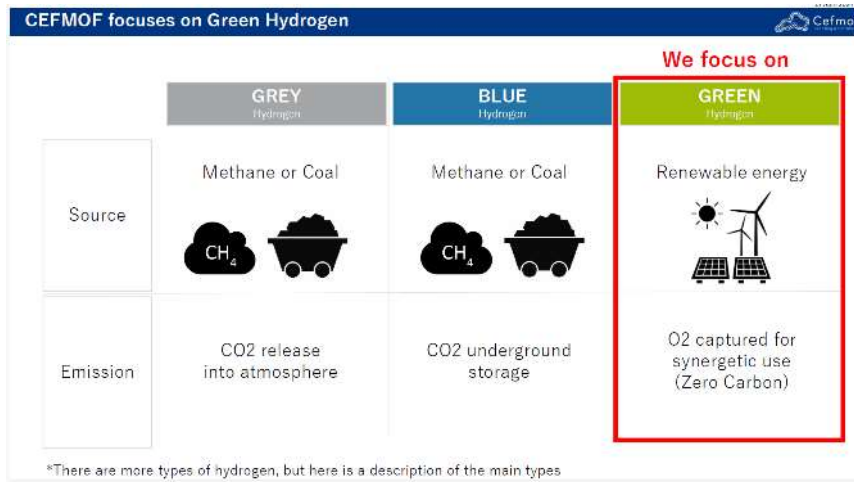 CEFMOF focuses on Green Hydrogen
Cefmo
We focus on
GREY
Hydrogen
BLUE
Hydrogen
GREEN
Hydrogen
Source
Methane or Coal
CH4
Methane or Coal
CH4
Renewable energy
Emission
CO2 release
into atmosphere
CO2 underground
storage
O2 captured for
synergetic use
(Zero Carbon)
*There are more types of hydrogen, but here is a description of the main types